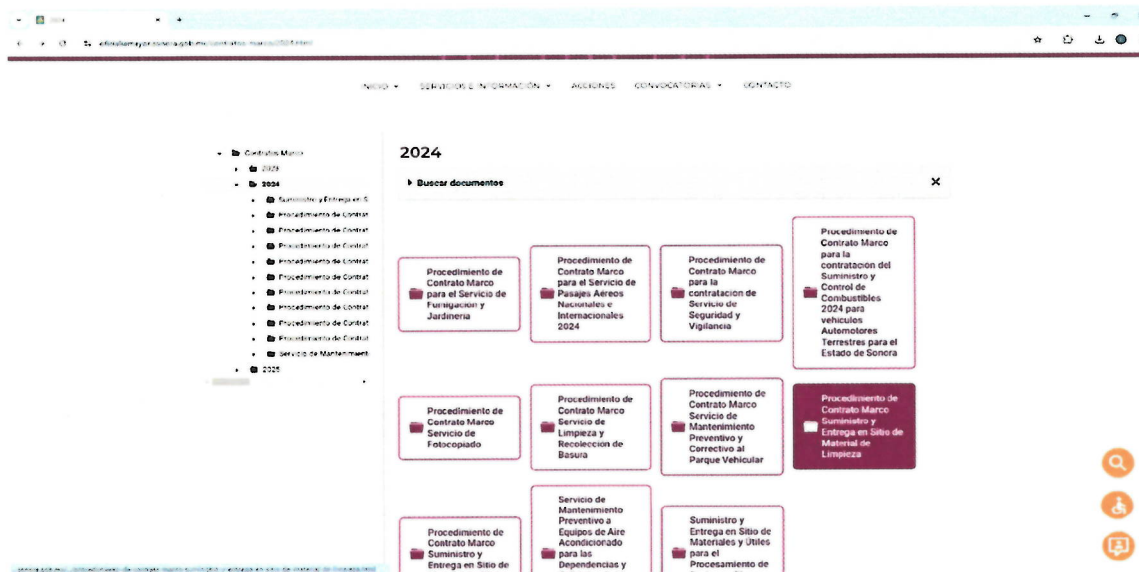 oficialiamayor.sonora.gob.mx/contratos-marco/2024.html
INICIO
SERVICIOS E INFORMACIÓN
ACCIONES
CONVOCATORIAS
CONTACTO
Contratos Marco
2023
2024
Suministro y Entrega en S
Procedimiento de Contrat
Procedimiento de Contrat
Procedimiento de Contrat
Procedimiento de Contrat
Procedimiento de Contrat
Procedimiento de Contrat
Procedimiento de Contrat
Procedimiento de Contrat
Procedimiento de Contrat
Servicio de Mantenimient
2025
2024
Buscar documentos
Procedimiento de
Contrato Marco
para el Servicio de
Fumigación y
Jardinería
Procedimiento de
Contrato Marco
para el Servicio de
Pasajes Aéreos
Nacionales e
Internacionales
2024
Procedimiento de
Contrato Marco
para la
contratación de
Servicio de
Seguridad y
Vigilancia
Procedimiento de
Contrato Marco
para la
contratación del
Suministro y
Control de
Combustibles
2024 para
vehículos
Automotores
Terrestres para el
Estado de Sonora
Procedimiento de
Contrato Marco
Servicio de
Fotocopiado
Procedimiento de
Contrato Marco
Servicio de
Limpieza y
Recolección de
Basura
Procedimiento de
Contrato Marco
Servicio de
Mantenimiento
Preventivo y
Correctivo al
Parque Vehicular
Procedimiento de
Contrato Marco
Suministro y
Entrega en Sitio de
Material de
Limpieza
Procedimiento de
Contrato Marco
Suministro y
Entrega en Sitio de
Servicio de
Mantenimiento
Preventivo a
Equipos de Aire
Acondicionado
para las
Dependencias y
Suministro y
Entrega en Sitio de
Materiales y Útiles
para el
Procesamiento de